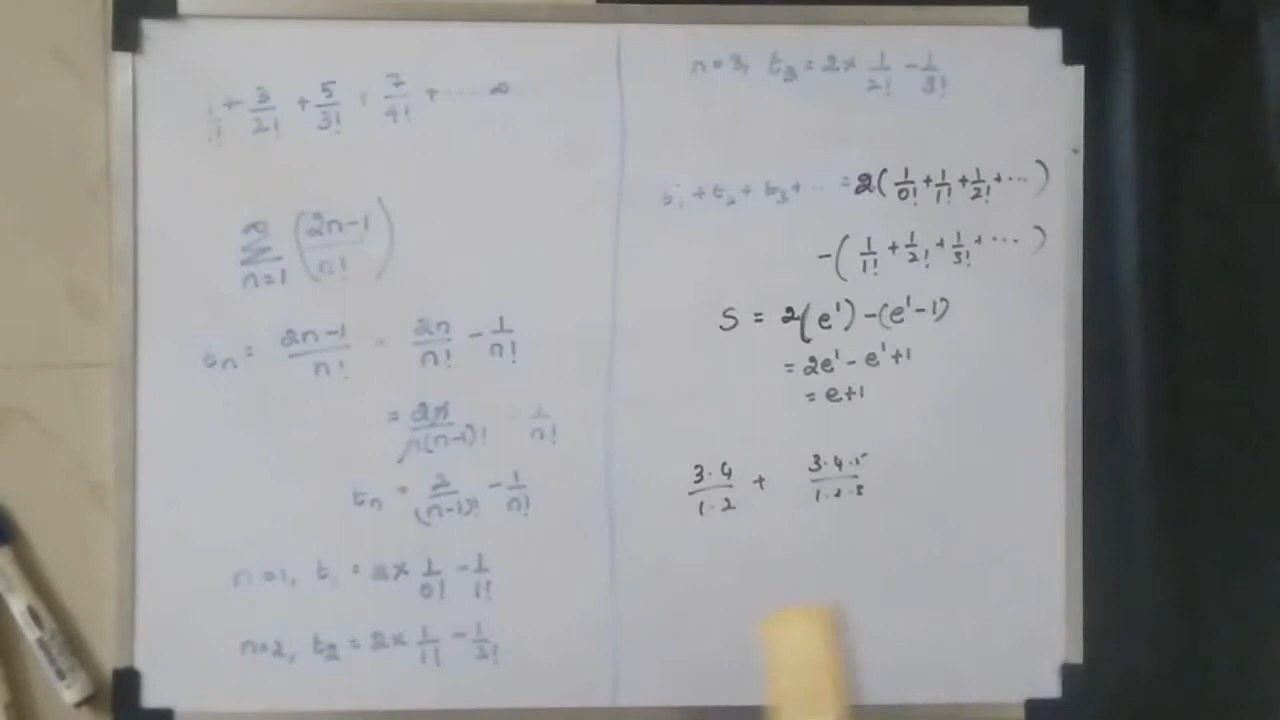 1/1! + 3/2! + 5/3! + 7/4! + ... ∞
∞ Σ n=1 ( 2n-1 / n! )
tn = 2n-1 / n! = 2n/n! - 1/n!
= 2n / n(n-1)! - 1/n!
tn = 2/(n-1)! - 1/n!
n=1, t1 = 2× 1/0! - 1/1!
n=2, t2 = 2× 1/1! - 1/2!
n=3, t3 = 2× 1/2! - 1/3!
t1 + t2 + t3 + ... = 2( 1/0! + 1/1! + 1/2! + ... )
-( 1/1! + 1/2! + 1/3! + ... )
S = 2(e¹) - (e¹-1)
= 2e¹ - e¹ + 1
= e+1
3·4 / 1·2 + 3·4·5 / 1·2·3